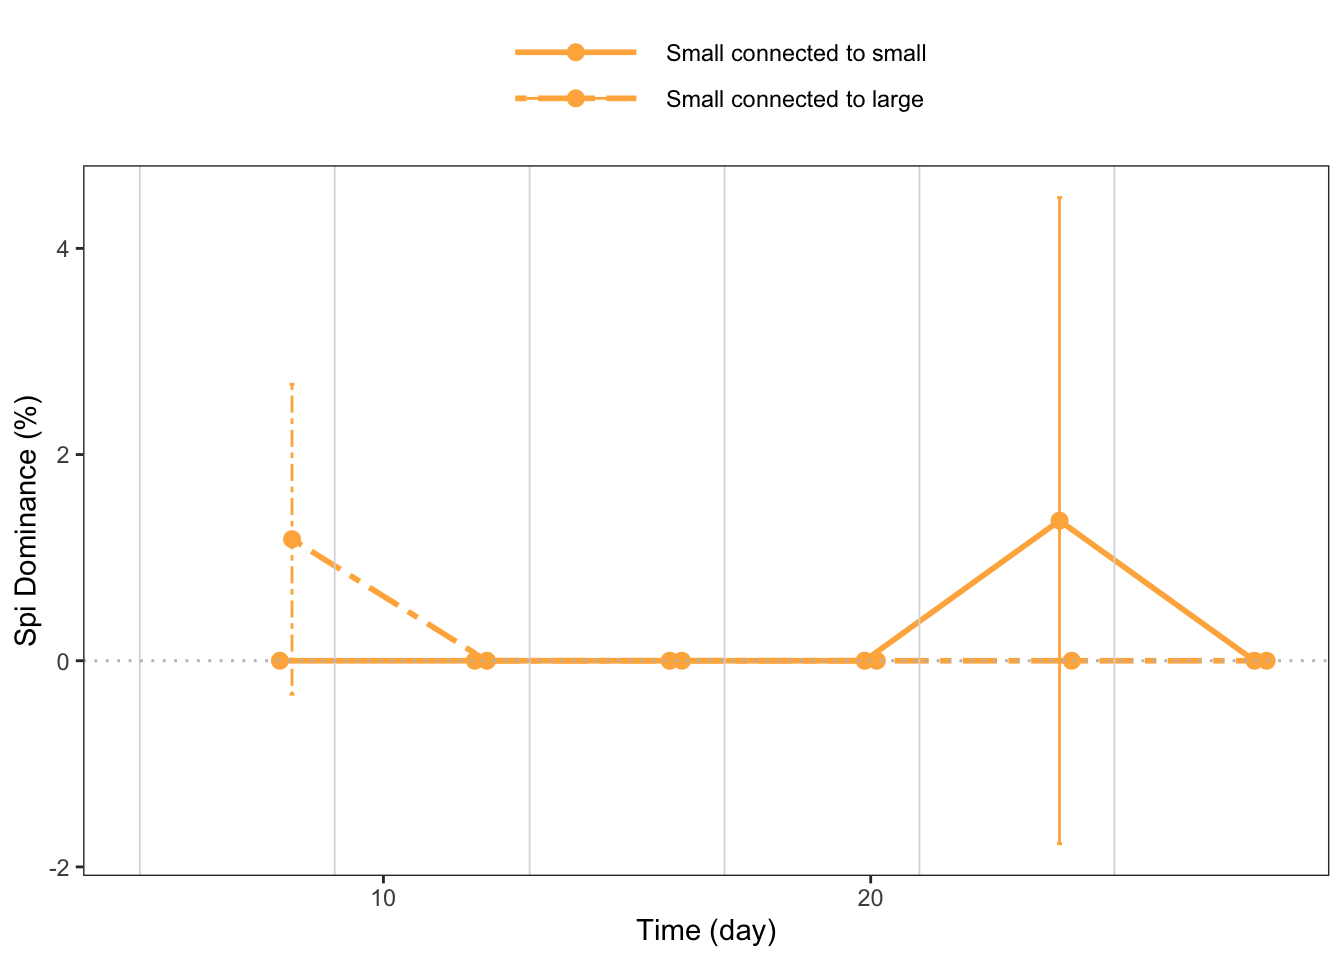 Small connected to small
Small connected to large
Spi Dominance (%)
4
2
0
-2
10 20
Time (day)